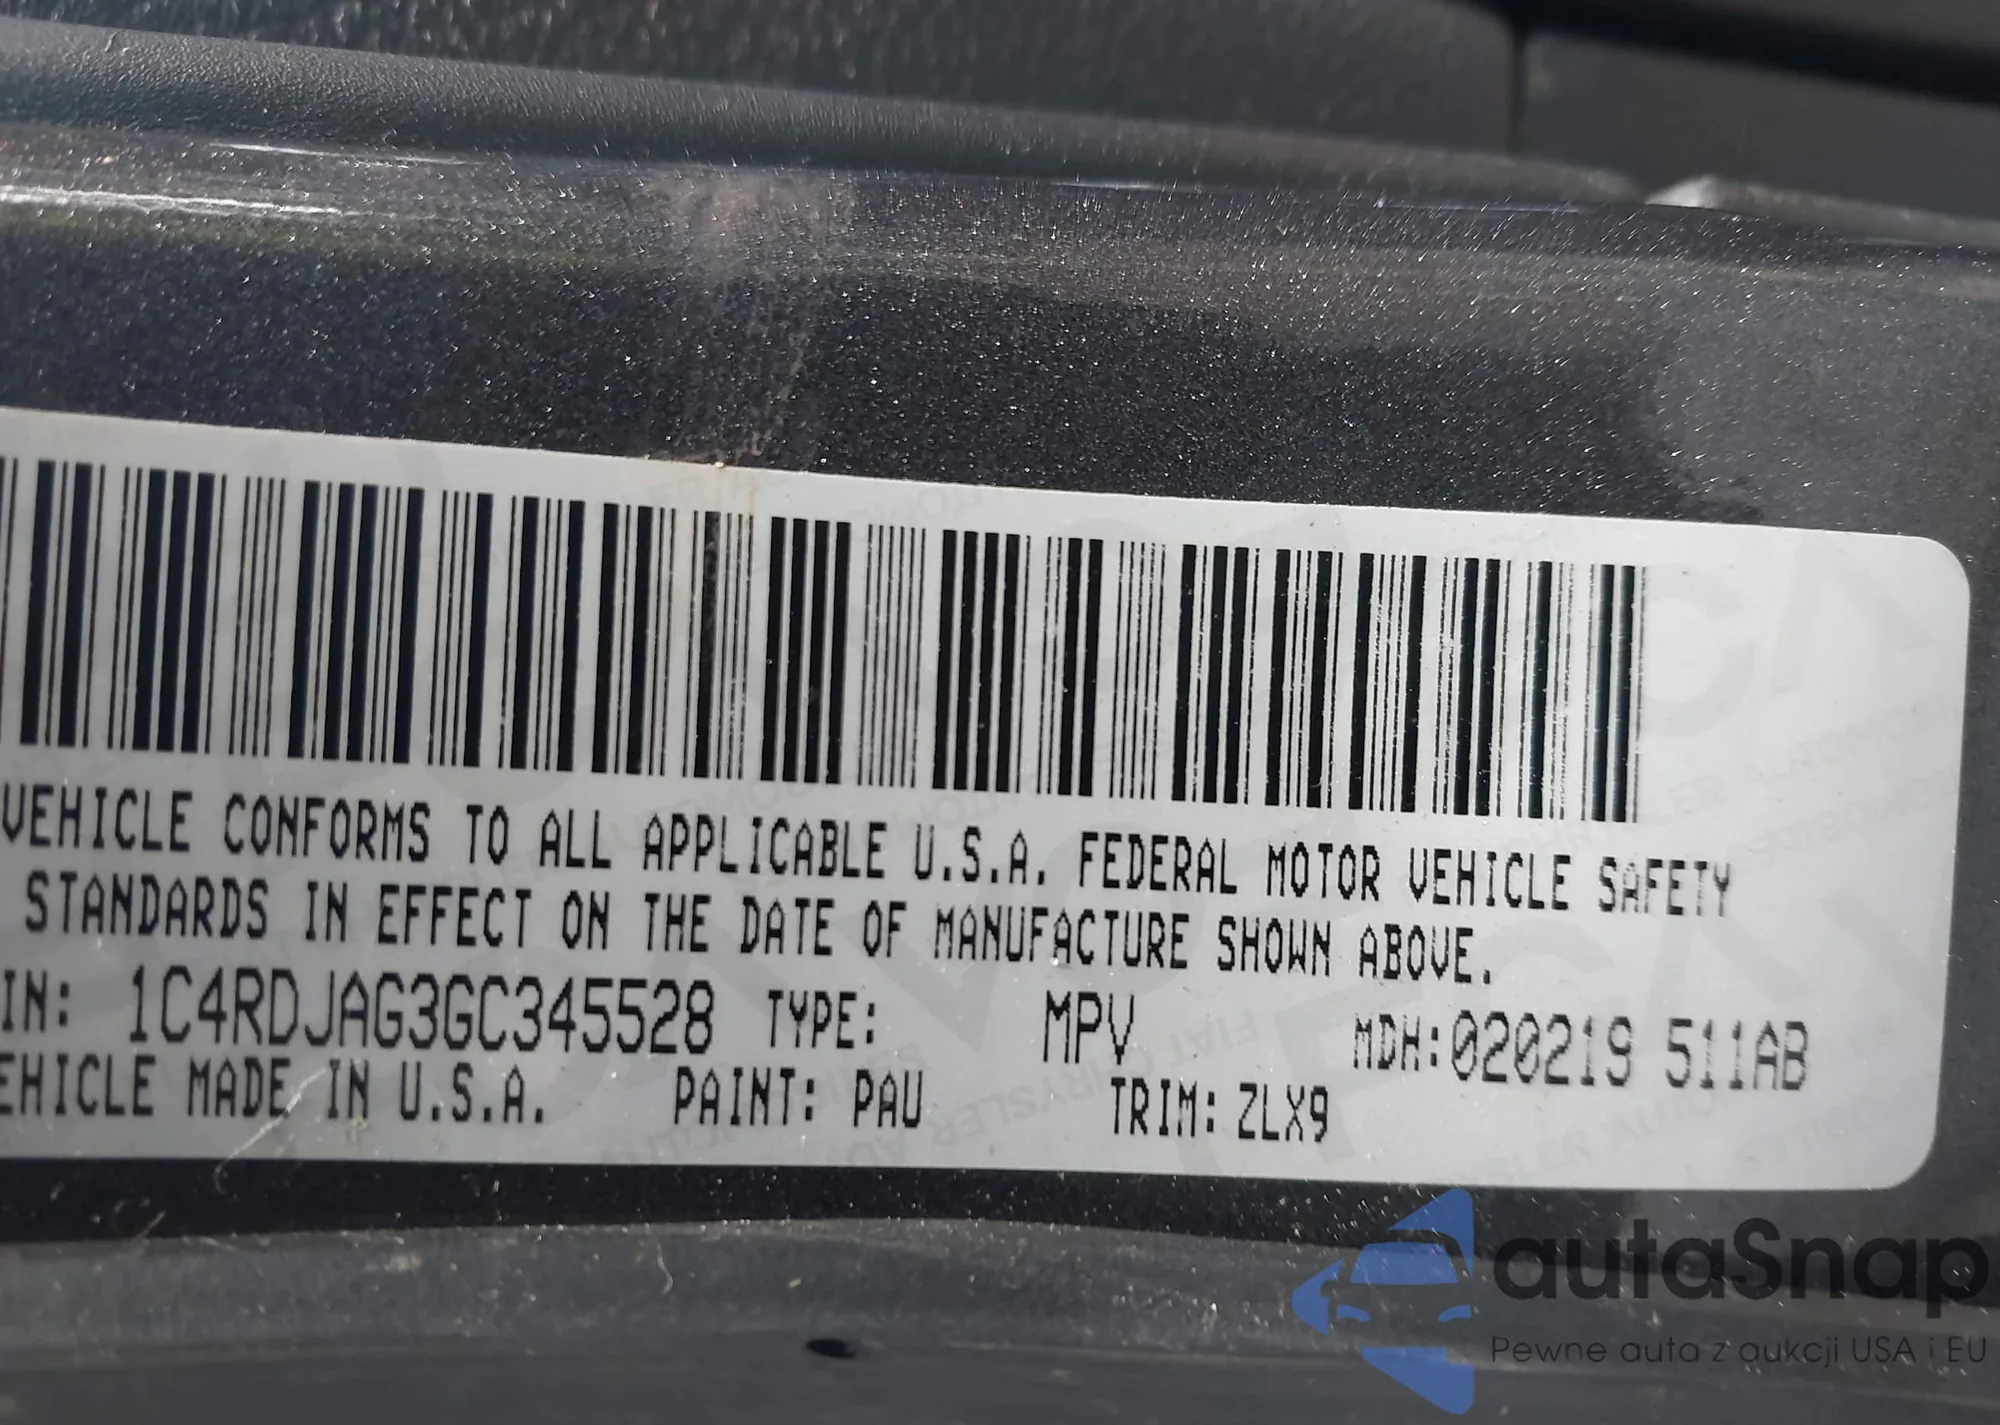 VEHICLE CONFORMS TO ALL APPLICABLE U.S.A. FEDERAL MOTOR VEHICLE SAFETY
STANDARDS IN EFFECT ON THE DATE OF MANUFACTURE SHOWN ABOVE.
IN: 1C4RDJAG3GC345528 TYPE: MPV MDH:020219 511AB
EHICLE MADE IN U.S.A. PAINT: PAU TRIM: ZLX9
autaSnap
Pewne auta z aukcji USA i EU